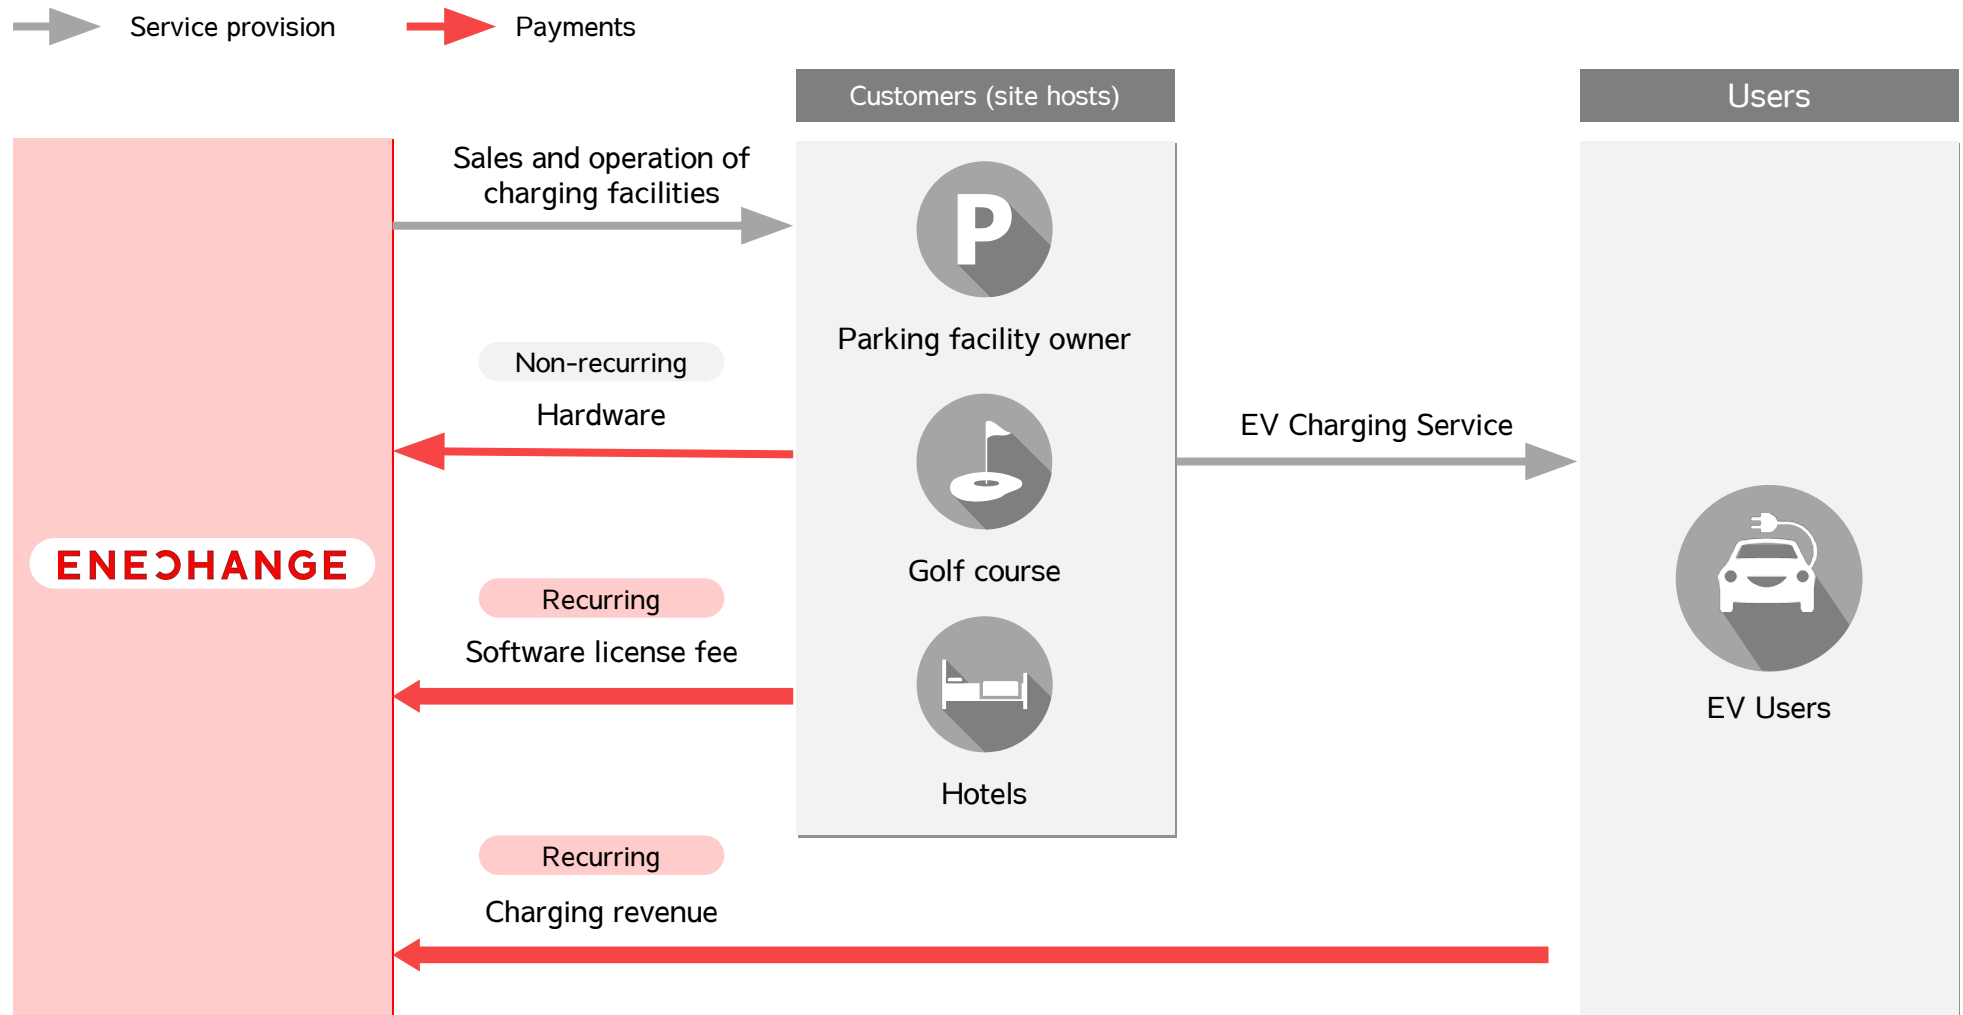 Service provision
Payments
Customers (site hosts)
Users
Sales and operation of
charging facilities
P
Parking facility owner
Non-recurring
Hardware
Golf course
EV Charging Service
ENECHANGE
Recurring
Software license fee
Hotels
EV Users
Recurring
Charging revenue